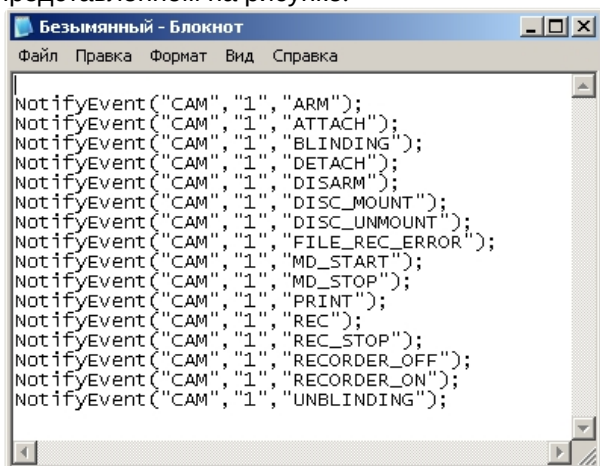 представленном на рисунке.
Безымянный - Блокнот
Файл Правка Формат Вид Справка
NotifyEvent("CAM","1","ARM");
NotifyEvent("CAM","1","ATTACH");
NotifyEvent("CAM","1","BLINDING");
NotifyEvent("CAM","1","DETACH");
NotifyEvent("CAM","1","DISARM");
NotifyEvent("CAM","1","DISC_MOUNT");
NotifyEvent("CAM","1","DISC_UNMOUNT");
NotifyEvent("CAM","1","FILE_REC_ERROR");
NotifyEvent("CAM","1","MD_START");
NotifyEvent("CAM","1","MD_STOP");
NotifyEvent("CAM","1","PRINT");
NotifyEvent("CAM","1","REC");
NotifyEvent("CAM","1","REC_STOP");
NotifyEvent("CAM","1","RECORDER_OFF");
NotifyEvent("CAM","1","RECORDER_ON");
NotifyEvent("CAM","1","UNBLINDING");